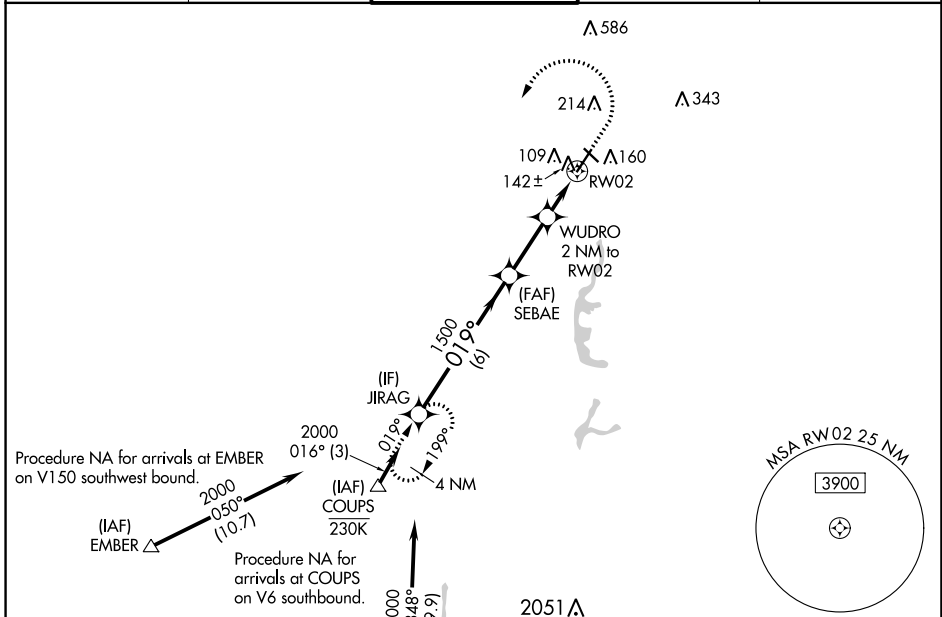 586
214
343
109
160
142 ±
RW02
WUDRO
2 NM to
RW02
(FAF)
SEBAE
1500
019°
(6)
(IF)
JIRAG
2000
016° (3)
019°
199°
4 NM
MSA RW02 25 NM
3900
Procedure NA for arrivals at EMBER
on V150 southwest bound.
2000
050°
(10.7)
(IAF)
EMBER
(IAF)
COUPS
230K
Procedure NA for
arrivals at COUPS
on V6 southbound.
2051